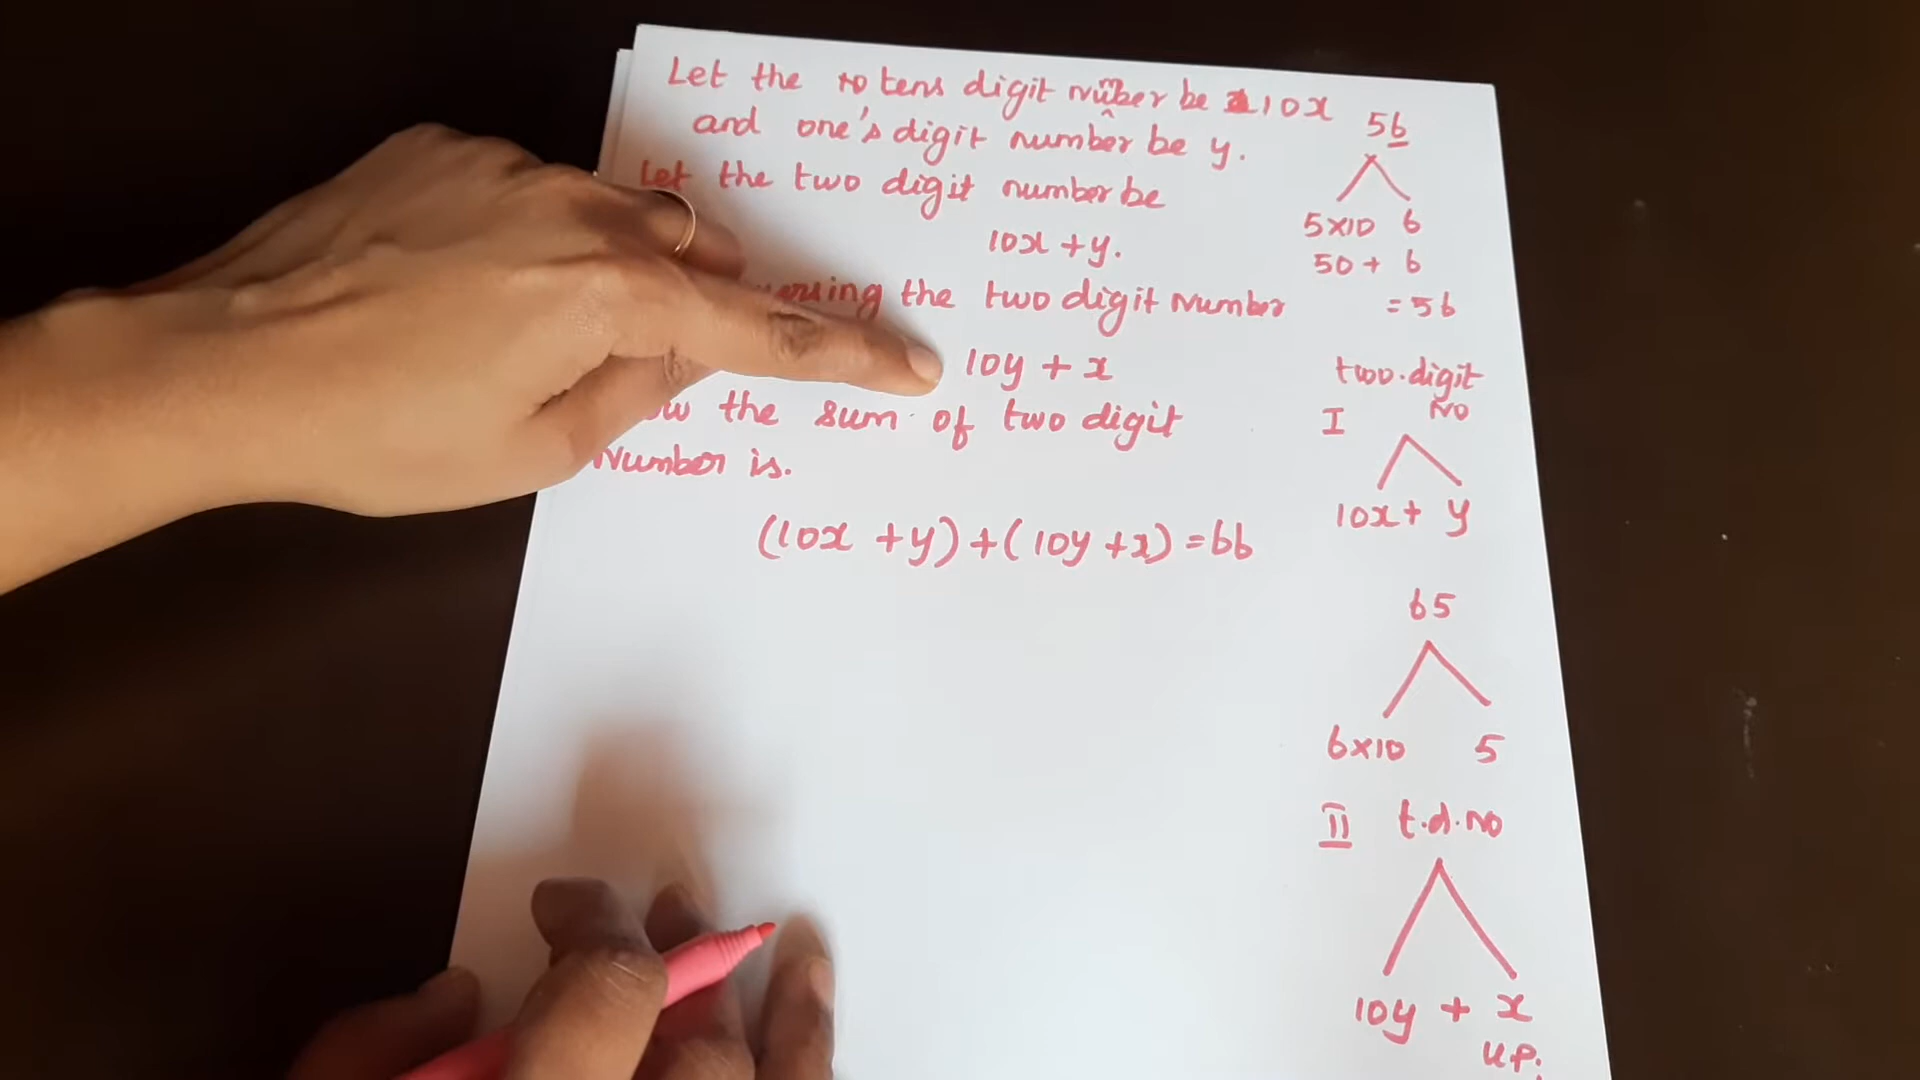 Let the tens digit number be 10x
and one's digit number be y.
Let the two digit number be
10x + y.
the two digit Number
10y + x
the sum of two digit
Number is.
(10x + y) + (10y + x) = 66
56
5x10 6
50 + 6
= 56
two.digit
No
I
10x + y
65
6x10 5
II t.d.no
10y + x
U.P.